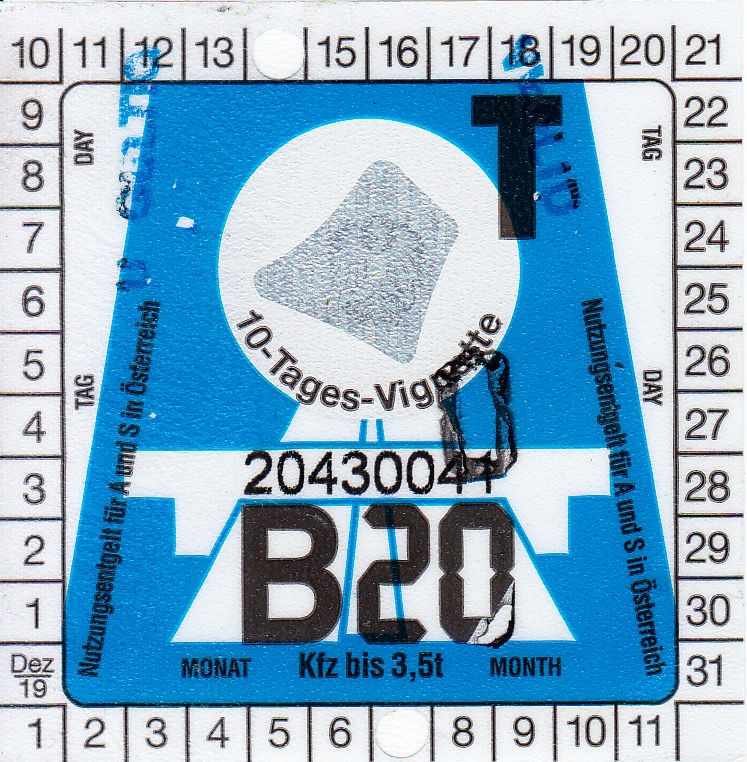 10 11 12 13 15 16 17 18 19 20 21
9 22
8 23
7 24
6 25
5 26
4 27
3 28
2 29
1 30
Dez 19 31
1 2 3 4 5 6 8 9 10 11
DAY
TAG
TAG
DAY
T
10-Tages-Vignette
Nutzungsentgelt für A und S in Österreich
Nutzungsentgelt für A und S in Österreich
20430041
B20
MONAT Kfz bis 3,5t MONTH